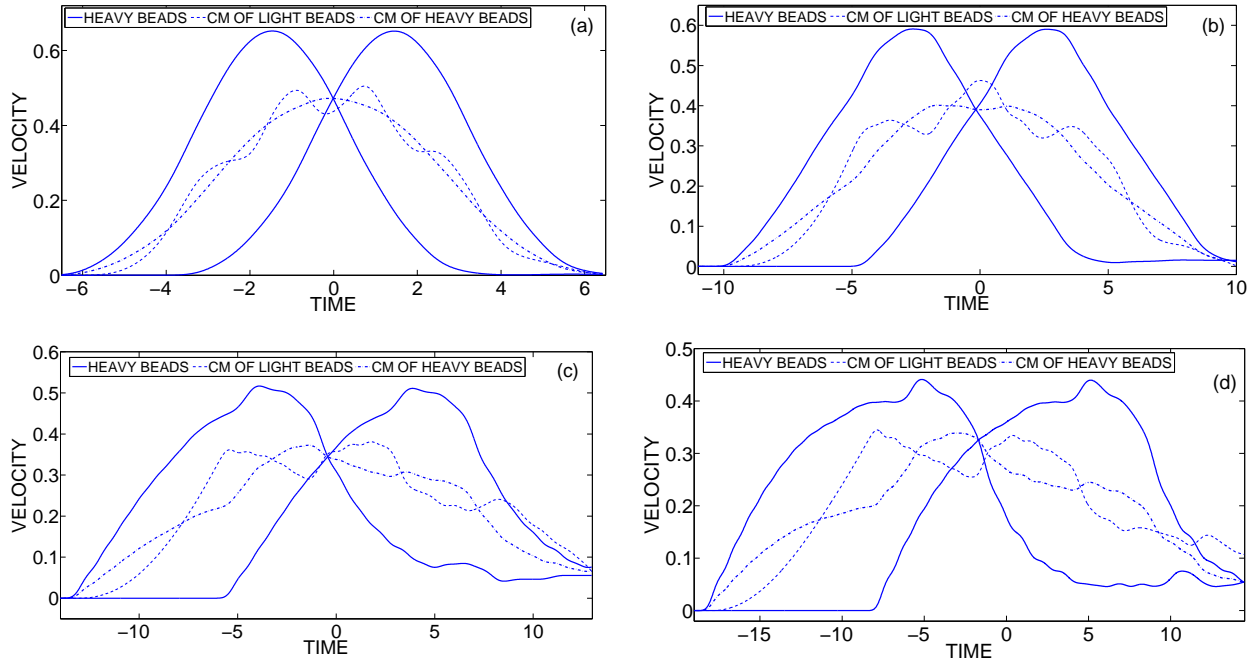 HEAVY BEADS CM OF LIGHT BEADS CM OF HEAVY BEADS
(a)
0.6
0.4
0.2
0
VELOCITY
−6 −4 −2 0 2 4 6
TIME
HEAVY BEADS CM OF LIGHT BEADS CM OF HEAVY BEADS
(b)
0.6
0.5
0.4
0.3
0.2
0.1
0
VELOCITY
−10 −5 0 5 10
TIME
HEAVY BEADS CM OF LIGHT BEADS CM OF HEAVY BEADS
(c)
0.6
0.5
0.4
0.3
0.2
0.1
0
VELOCITY
−10 −5 0 5 10
TIME
HEAVY BEADS CM OF LIGHT BEADS CM OF HEAVY BEADS
(d)
0.5
0.4
0.3
0.2
0.1
0
VELOCITY
−15 −10 −5 0 5 10
TIME